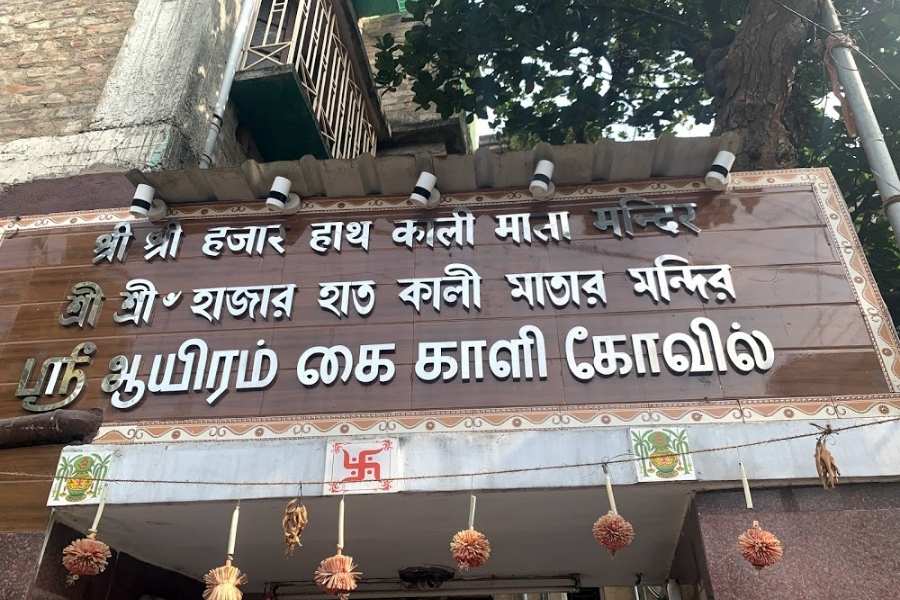 श्री श्री हजार हाथ काली माता मन्दिर
শ্রী শ্রীঁ হাজার হাত কালী মাতার মন্দির
ஸ்ரீ ஆயிரம் கை காளி கோவில்